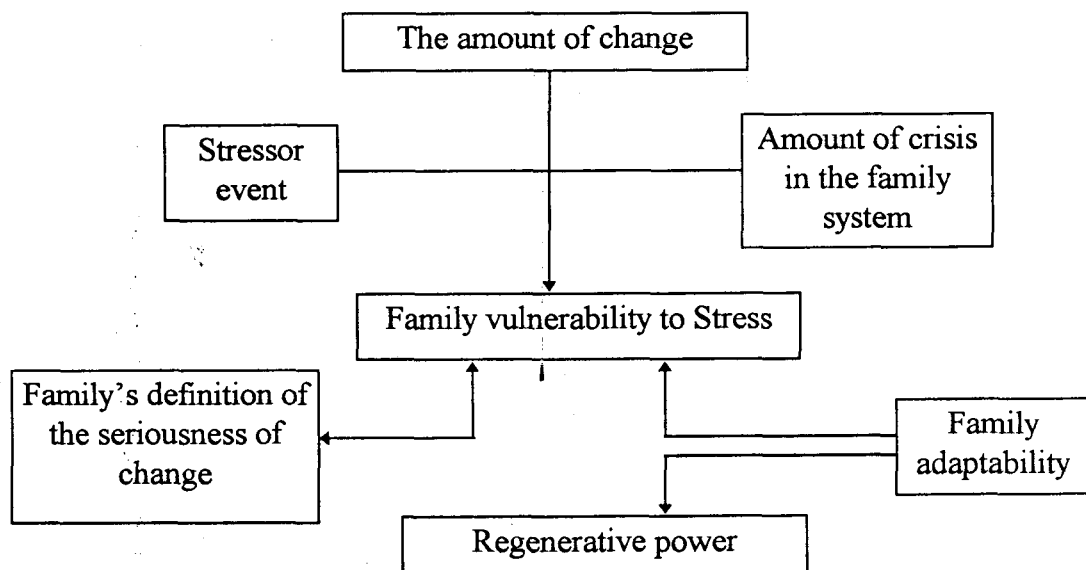 The amount of change
Stressor
event
Amount of crisis
in the family
system
Family vulnerability to Stress
Family’s definition of
the seriousness of
change
Family
adaptability
Regenerative power